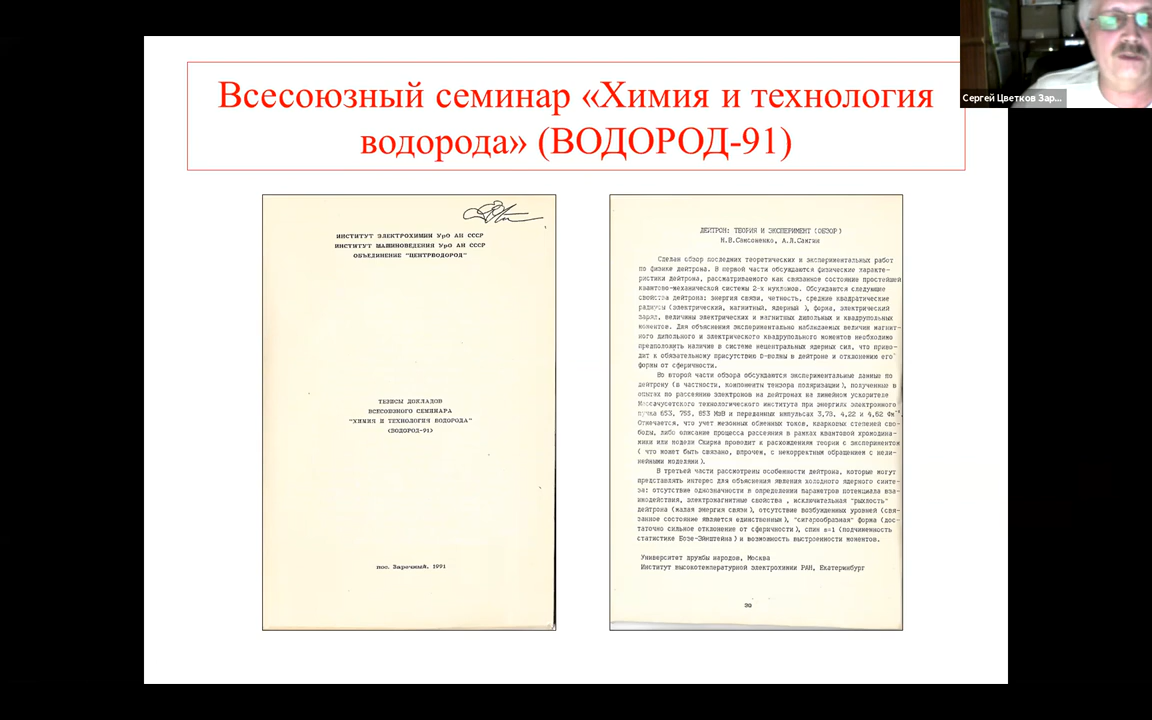 Всесоюзный семинар «Химия и технология
водорода» (ВОДОРОД-91)
Сергей Цветков Зар...
ИНСТИТУТ ЭЛЕКТРОХИМИИ УрО АН СССР
ИНСТИТУТ МАШИНОВЕДЕНИЯ УрО АН СССР
ОБЪЕДИНЕНИЕ "ЦЕНТРВОДОРОД"
ТЕЗИСЫ ДОКЛАДОВ
ВСЕСОЮЗНОГО СЕМИНАРА
"ХИМИЯ И ТЕХНОЛОГИЯ ВОДОРОДА"
(ВОДОРОД-91)
пос. Заречный, 1991
ДЕЙТРОН: ТЕОРИЯ И ЭКСПЕРИМЕНТ (ОБЗОР)
Н.В.Самсоненко, А.Л.Самгин
Сделан обзор последних теоретических и экспериментальных работ
по физике дейтрона. В первой части обсуждаются физические характе-
ристики дейтрона, рассматриваемого как связанное состояние простейшей
квантово-механической системы 2-х нуклонов. Обсуждаются следующие
свойства дейтрона: энергия связи, четность, средние квадратические
радиусы (электрический, магнитный, ядерный ), форма, электрический
заряд, величины электрических и магнитных дипольных и квадрупольных
моментов. Для объяснения экспериментально наблюдаемых величин магнит-
ного дипольного и электрического квадрупольного моментов необходимо
предположить наличие в системе нецентральных ядерных сил, что приво-
дит к обязательному присутствию D-волны в дейтроне и отклонению его
формы от сферичности.
Во второй части обзора обсуждаются экспериментальные данные по
дейтрону (в частности, компоненты тензора поляризации), полученные в
опытах по рассеянию электронов на дейтронах на линейном ускорителе
Массачусетского технологического института при энергиях электронного
пучка 653, 755, 853 МэВ и переданных импульсах 3,78, 4,22 и 4,62 Фм⁻¹.
Отмечается, что учет мезонных обменных токов, кварковых степеней сво-
боды, либо описание процесса рассеяния в рамках квантовой хромодина-
мики или модели Скирма проводит к расхождениям теории с экспериментом
( что может быть связано, впрочем, с некорректным обращением с нели-
нейными моделями ).
В третьей части рассмотрены особенности дейтрона, которые могут
представлять интерес для объяснения явления холодного ядерного синте-
за: отсутствие однозначности в определении параметров потенциала вза-
имодействия, электромагнитные свойства , исключительная "рыхлость"
дейтрона (малая энергия связи), отсутствие возбужденных уровней (свя-
занное состояние является единственным), "сигарообразная" форма (дос-
таточно сильное отклонение от сферичности), спин s=1 (подчиненность
статистике Бозе-Эйнштейна) и возможность выстроенности моментов.
Университет дружбы народов, Москва
Институт высокотемпературной электрохимии РАН, Екатеринбург